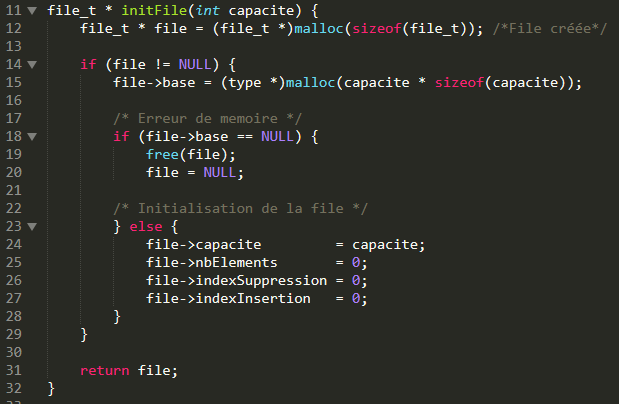 11 file_t * initFile(int capacite) {
12     file_t * file = (file_t *)malloc(sizeof(file_t)); /*File créée*/
13
14     if (file != NULL) {
15         file->base = (type *)malloc(capacite * sizeof(capacite));
16
17         /* Erreur de memoire */
18         if (file->base == NULL) {
19             free(file);
20             file = NULL;
21
22         /* Initialisation de la file */
23         } else {
24             file->capacite         = capacite;
25             file->nbElements       = 0;
26             file->indexSuppression = 0;
27             file->indexInsertion   = 0;
28         }
29     }
30
31     return file;
32 }